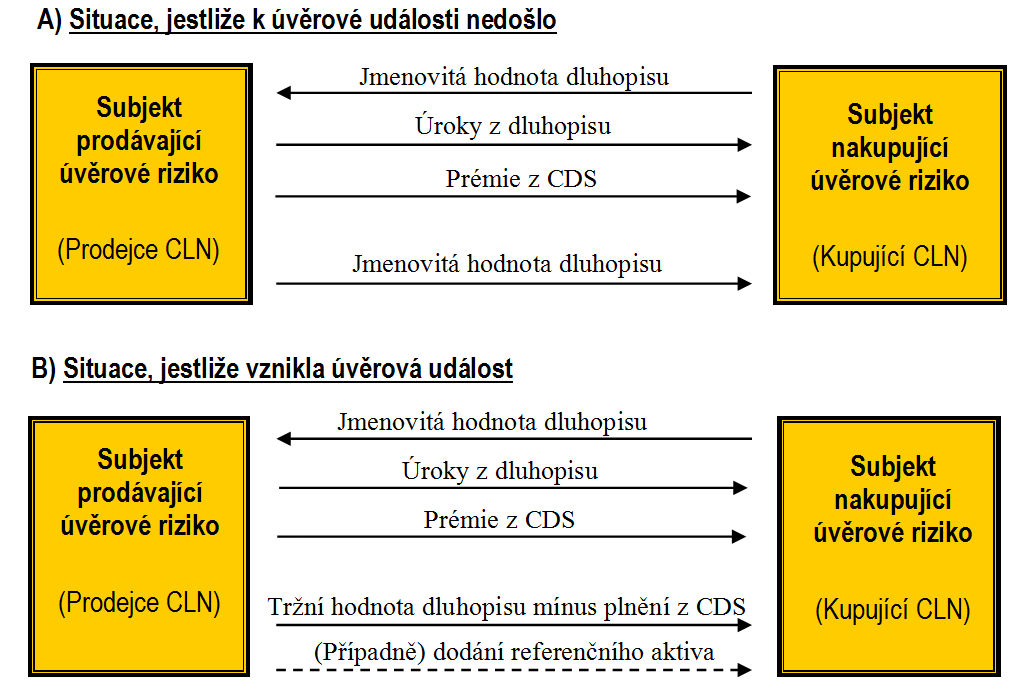 A) Situace, jestliže k úvěrové události nedošlo
Subjekt
prodávající
úvěrové riziko
(Prodejce CLN)
Jmenovitá hodnota dluhopisu
Úroky z dluhopisu
Prémie z CDS
Jmenovitá hodnota dluhopisu
Subjekt
nakupující
úvěrové riziko
(Kupující CLN)
B) Situace, jestliže vznikla úvěrová událost
Subjekt
prodávající
úvěrové riziko
(Prodejce CLN)
Jmenovitá hodnota dluhopisu
Úroky z dluhopisu
Prémie z CDS
Tržní hodnota dluhopisu mínus plnění z CDS
(Případně) dodání referenčního aktiva
Subjekt
nakupující
úvěrové riziko
(Kupující CLN)